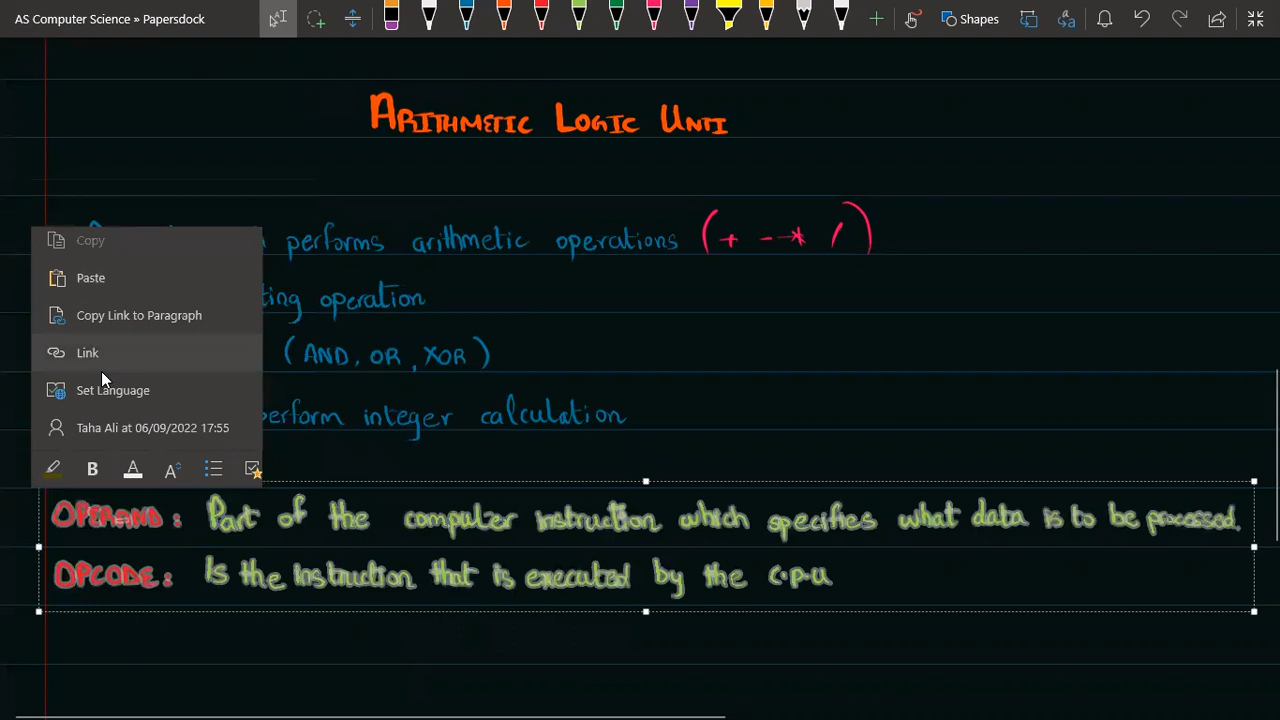 AS Computer Science » Papersdock
Shapes
ARITHMETIC LOGIC UNTI
performs arithmetic operations (+ - * /)
Copy
Paste
ting operation
Copy Link to Paragraph
Link
(AND, OR, XOR)
Set Language
Taha Ali at 06/09/2022 17:55
perform integer calculation
B A A
OPERAND: Part of the computer instruction which specifies what data is to be processed.
OPCODE: Is the instruction that is executed by the c.p.u